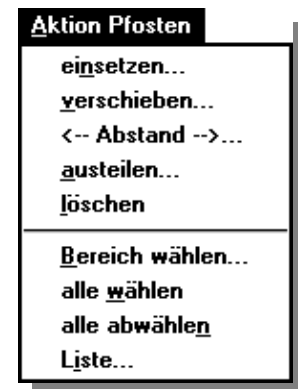 Aktion Pfosten
einsetzen...
verschieben...
<-- Abstand -->...
austeilen...
löschen
Bereich wählen...
alle wählen
alle abwählen
Liste...